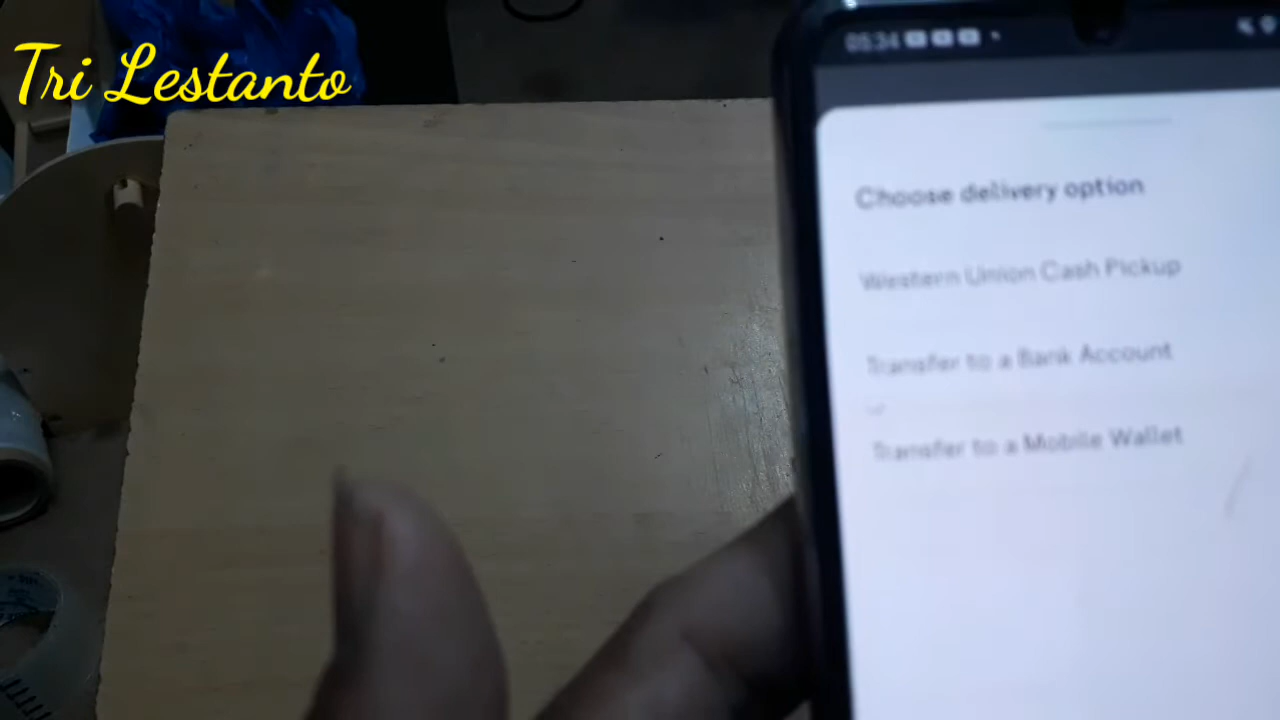 Tri Lestanto
05:34
Choose delivery option
Western Union Cash Pickup
Transfer to a Bank Account
Transfer to a Mobile Wallet